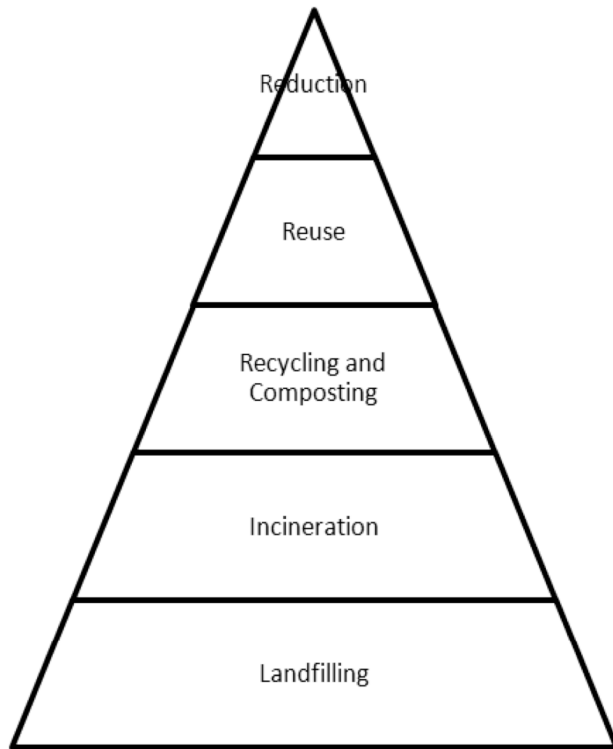 Reduction
Reuse
Recycling and
Composting
Incineration
Landfilling